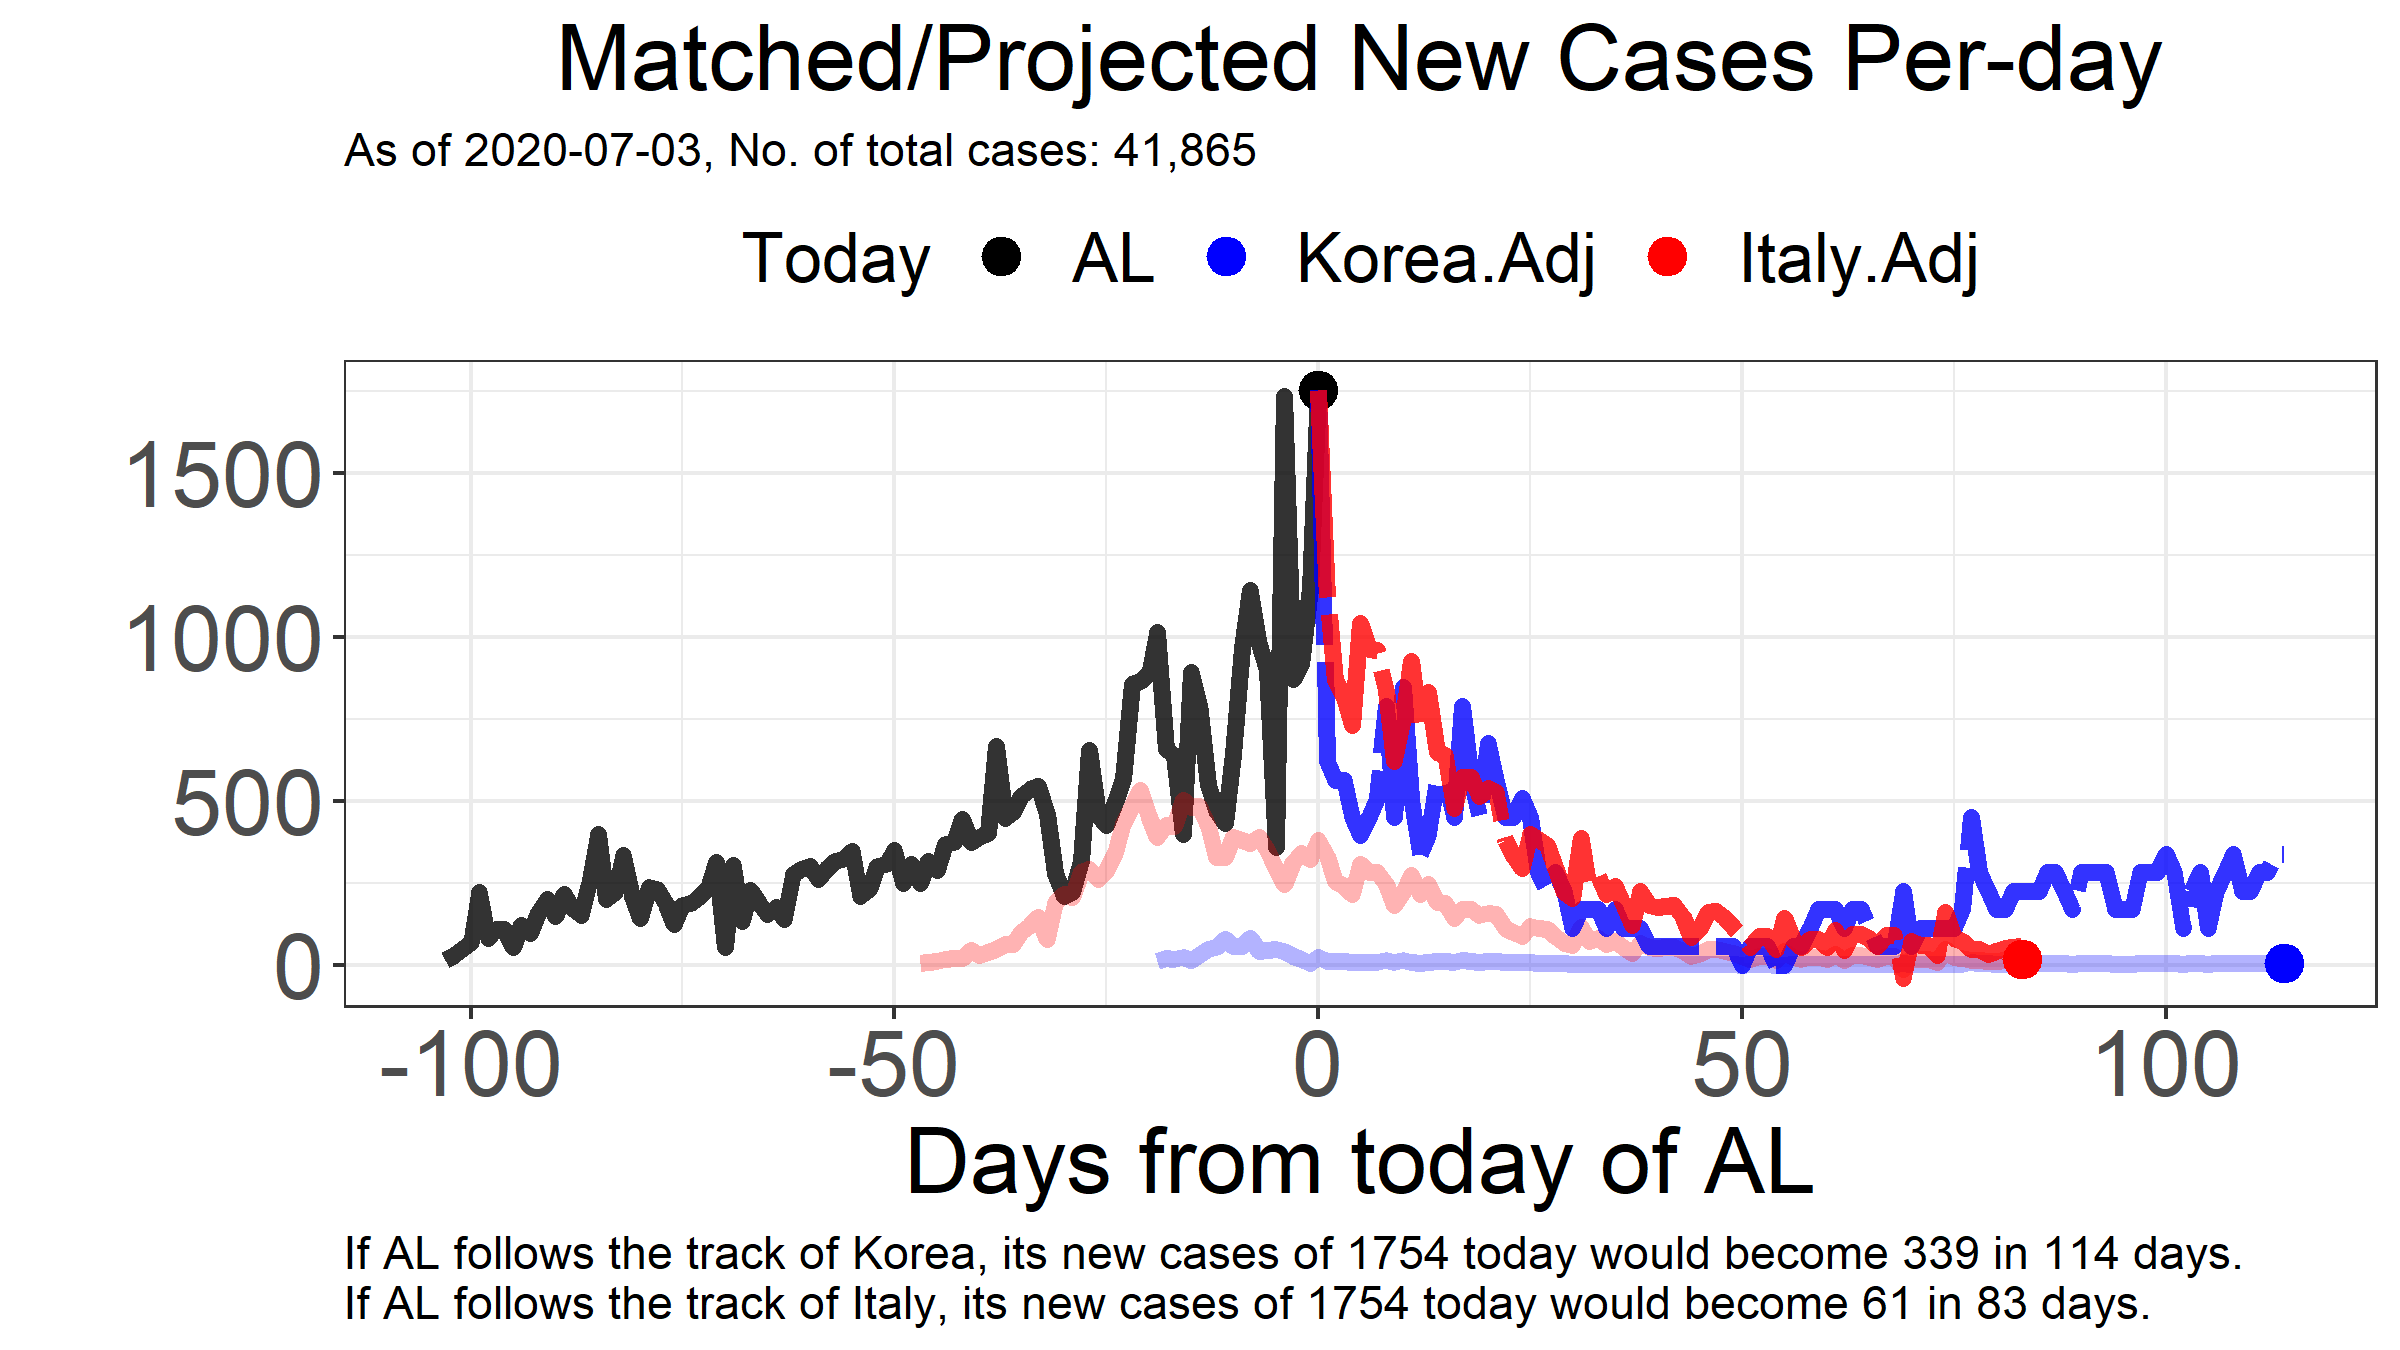 Matched/Projected New Cases Per-day
As of 2020-07-03, No. of total cases: 41,865
Today AL Korea.Adj Italy.Adj
1500
1000
500
0
-100 -50 0 50 100
Days from today of AL
If AL follows the track of Korea, its new cases of 1754 today would become 339 in 114 days.
If AL follows the track of Italy, its new cases of 1754 today would become 61 in 83 days.